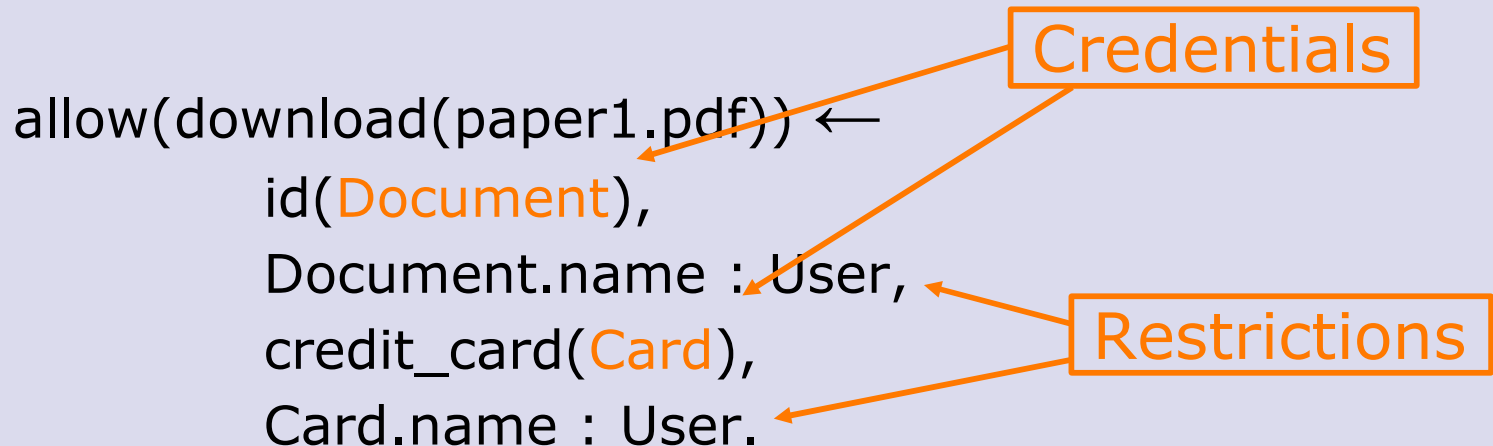 Credentials
allow(download(paper1.pdf)) ←
id(Document),
Document.name : User,
credit_card(Card),
Restrictions
Card.name : User.